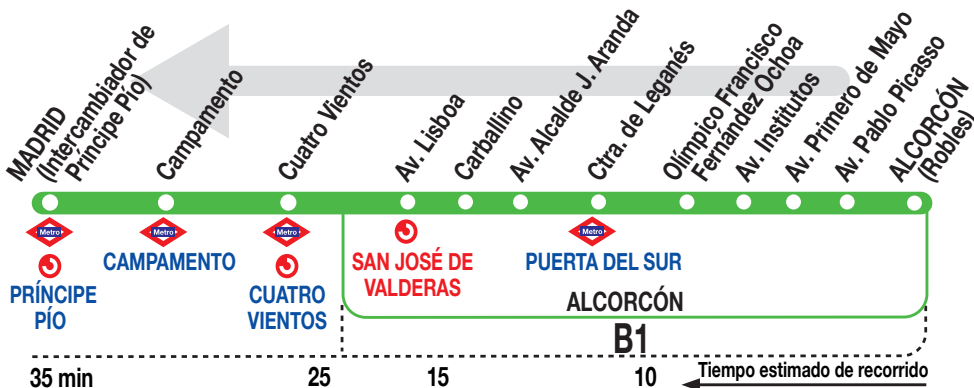 MADRID
(Intercambiador de
Príncipe Pío)
Campamento
Cuatro Vientos
Av. Lisboa
Carballino
Av. Alcalde J. Aranda
Ctra. de Leganés
Olímpico Francisco
Fernández Ochoa
Av. Institutos
Av. Primero de Mayo
Av. Pablo Picasso
ALCORCÓN
(Robles)
Metro
Metro
Metro
Metro
PRÍNCIPE
PÍO
CAMPAMENTO
CUATRO
VIENTOS
SAN JOSÉ DE
VALDERAS
PUERTA DEL SUR
ALCORCÓN
B1
35 min
25
15
10
Tiempo estimado de recorrido